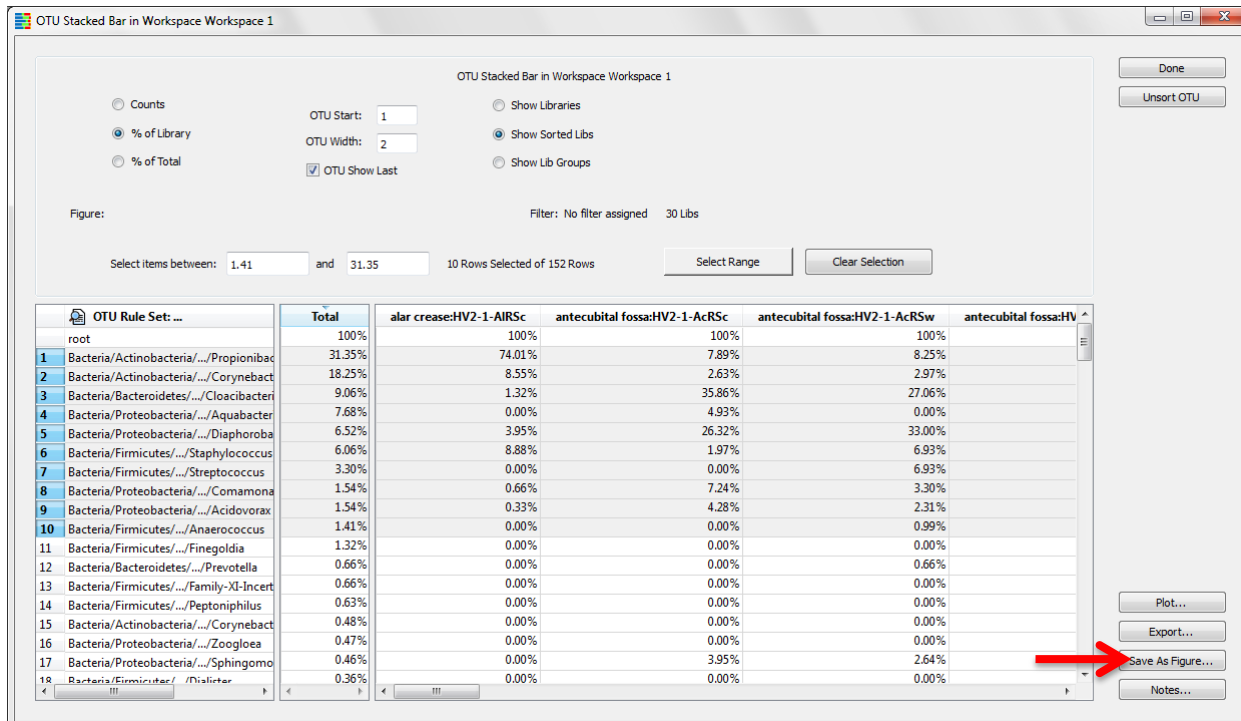 OTU Stacked Bar in Workspace Workspace 1
OTU Stacked Bar in Workspace Workspace 1
Done
Unsort OTU
Counts
% of Library
% of Total
OTU Start: 1
OTU Width: 2
OTU Show Last
Show Libraries
Show Sorted Libs
Show Lib Groups
Figure: Filter: No filter assigned 30 Libs
Select items between: 1.41 and 31.35 10 Rows Selected of 152 Rows Select Range Clear Selection
OTU Rule Set: ... Total alar crease:HV2-1-AlRSc antecubital fossa:HV2-1-AcRSc antecubital fossa:HV2-1-AcRSw antecubital fossa:HV
root 100% 100% 100% 100%
1 Bacteria/Actinobacteria/.../Propionibac 31.35% 74.01% 7.89% 8.25%
2 Bacteria/Actinobacteria/.../Corynebact 18.25% 8.55% 2.63% 2.97%
3 Bacteria/Bacteroidetes/.../Cloacibacteri 9.06% 1.32% 35.86% 27.06%
4 Bacteria/Proteobacteria/.../Aquabacter 7.68% 0.00% 4.93% 0.00%
5 Bacteria/Proteobacteria/.../Diaphoroba 6.52% 3.95% 26.32% 33.00%
6 Bacteria/Firmicutes/.../Staphylococcus 6.06% 8.88% 1.97% 6.93%
7 Bacteria/Firmicutes/.../Streptococcus 3.30% 0.00% 0.00% 6.93%
8 Bacteria/Proteobacteria/.../Comamona 1.54% 0.66% 7.24% 3.30%
9 Bacteria/Proteobacteria/.../Acidovorax 1.54% 0.33% 4.28% 2.31%
10 Bacteria/Firmicutes/.../Anaerococcus 1.41% 0.00% 0.00% 0.99%
11 Bacteria/Firmicutes/.../Finegoldia 1.32% 0.00% 0.00% 0.00%
12 Bacteria/Bacteroidetes/.../Prevotella 0.66% 0.00% 0.00% 0.66%
13 Bacteria/Firmicutes/.../Family-XI-Incert 0.66% 0.00% 0.00% 0.00%
14 Bacteria/Firmicutes/.../Peptoniphilus 0.63% 0.00% 0.00% 0.00%
15 Bacteria/Actinobacteria/.../Corynebact 0.48% 0.00% 0.00% 0.00%
16 Bacteria/Proteobacteria/.../Zoogloea 0.47% 0.00% 0.00% 0.00%
17 Bacteria/Proteobacteria/.../Sphingomo 0.46% 0.00% 3.95% 2.64%
18 Bacteria/Firmicutes/.../Dialister 0.36% 0.00% 0.00% 0.00%
Plot...
Export...
Save As Figure...
Notes...